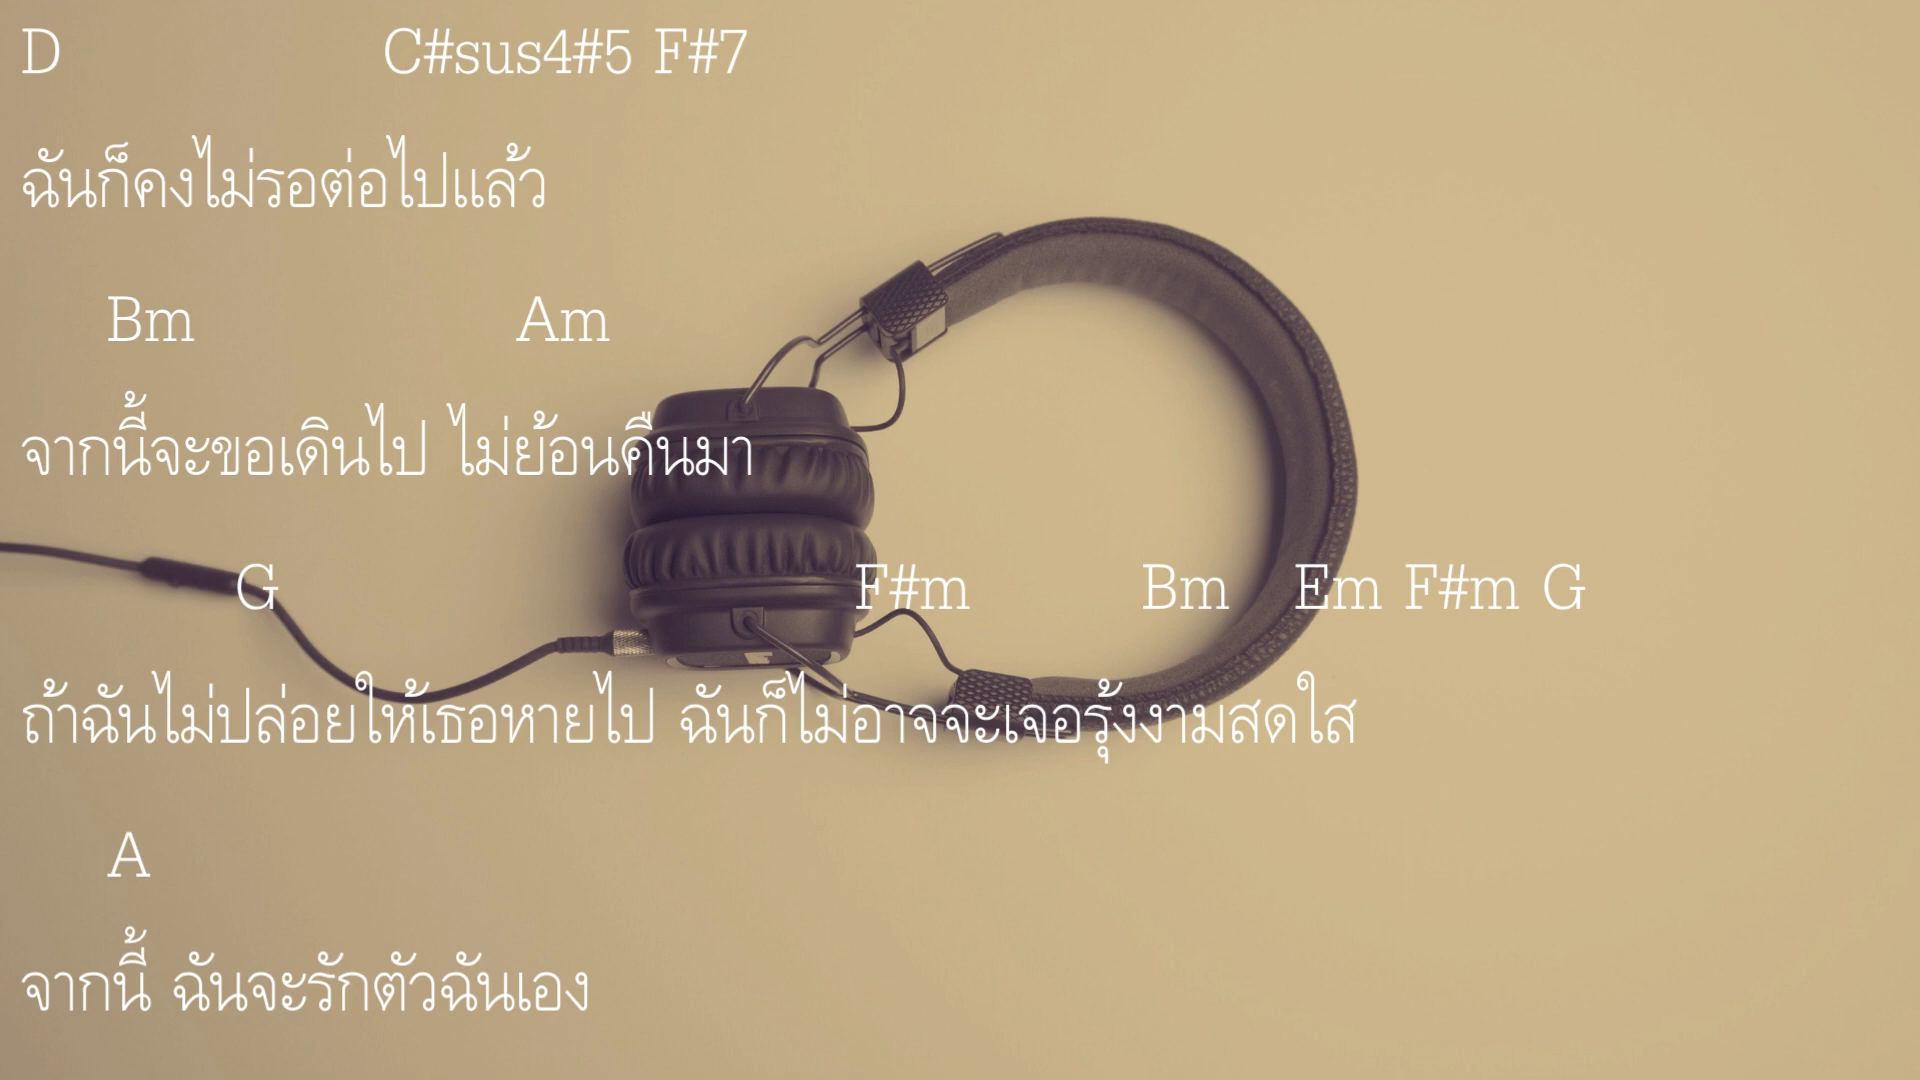 D C#sus4#5 F#7
ฉันก็คงไม่รอต่อไปแล้ว
Bm Am
จากนี้จะขอเดินไป ไม่ย้อนคืนมา
G F#m Bm Em F#m G
ถ้าฉันไม่ปล่อยให้เธอหายไป ฉันก็ไม่อาจจะเจอรุ้งงามสดใส
A
จากนี้ ฉันจะรักตัวฉันเอง